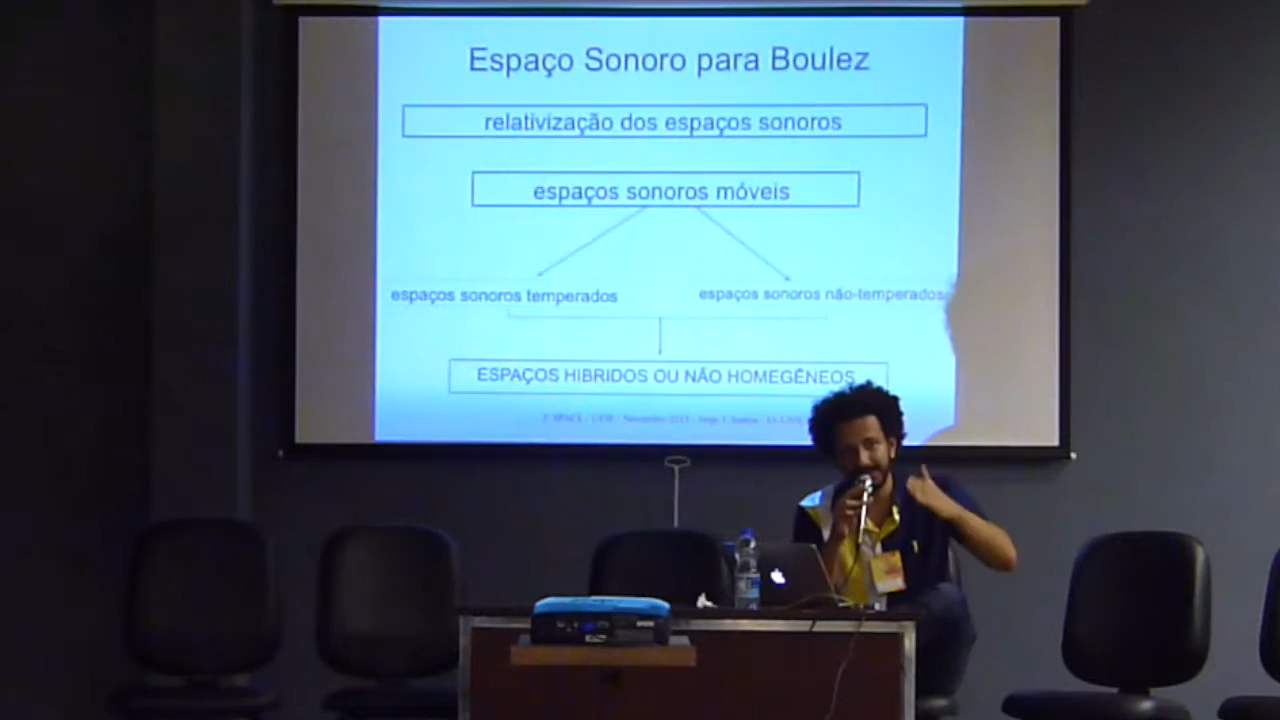 Espaço Sonoro para Boulez
relativização dos espaços sonoros
espaços sonoros móveis
espaços sonoros temperados
espaços sonoros não-temperados
ESPAÇOS HIBRIDOS OU NÃO HOMEGÊNEOS